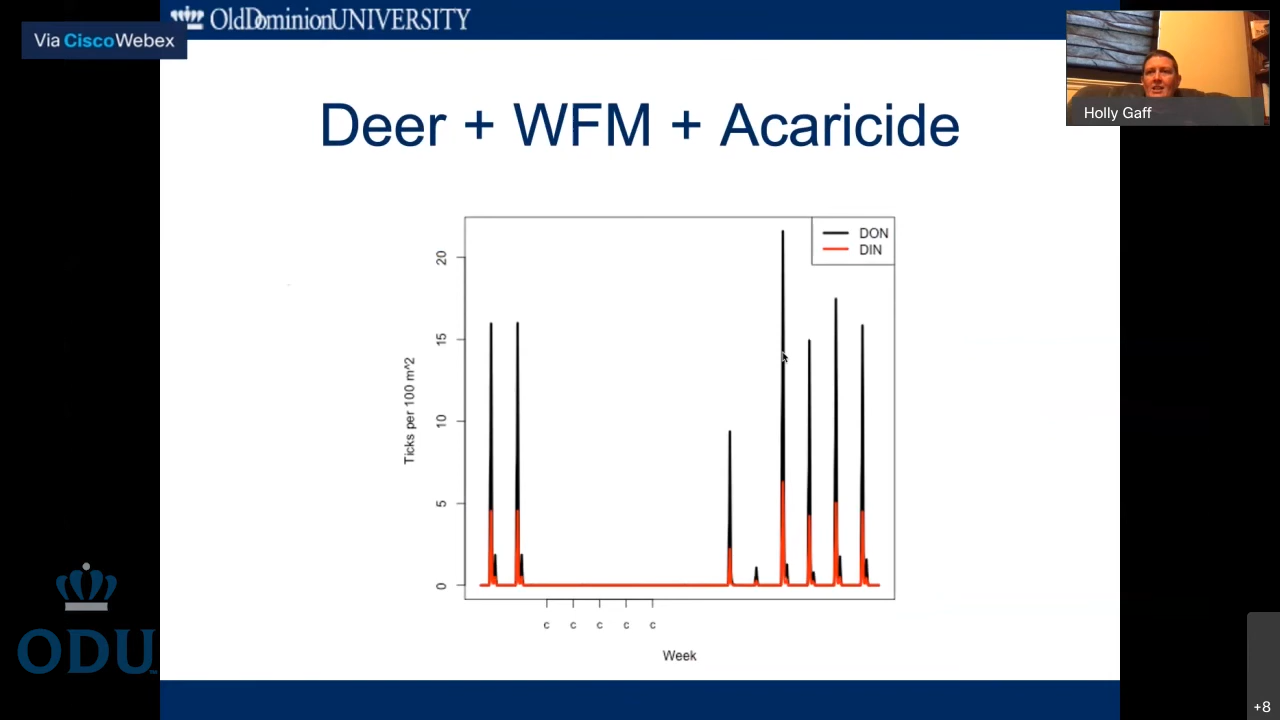 OldDominionUNIVERSITY
Via CiscoWebex
Holly Gaff
Deer + WFM + Acaricide
DON
DIN
Ticks per 100 m^2
20
15
10
5
0
c c c c c
Week
ODU
+8